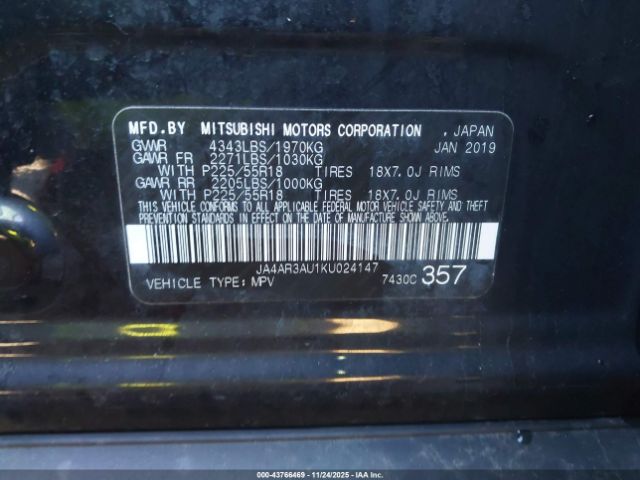 MFD.BY MITSUBISHI MOTORS CORPORATION , JAPAN
GVWR 4343LBS/1970KG JAN 2019
GAWR FR 2271LBS/1030KG
WITH P225/55R18 TIRES 18X7.0J RIMS
GAWR RR 2205LBS/1000KG
WITH P225/55R18 TIRES 18X7.0J RIMS
THIS VEHICLE CONFORMS TO ALL APPLICABLE FEDERAL MOTOR VEHICLE SAFETY AND THEFT
PREVENTION STANDARDS IN EFFECT ON THE DATE OF MANUFACTURE SHOWN ABOVE.
JA4AR3AU1KU024147
VEHICLE TYPE: MPV 7430C 357
000-43766469 - 11/24/2025 - IAAI.COM